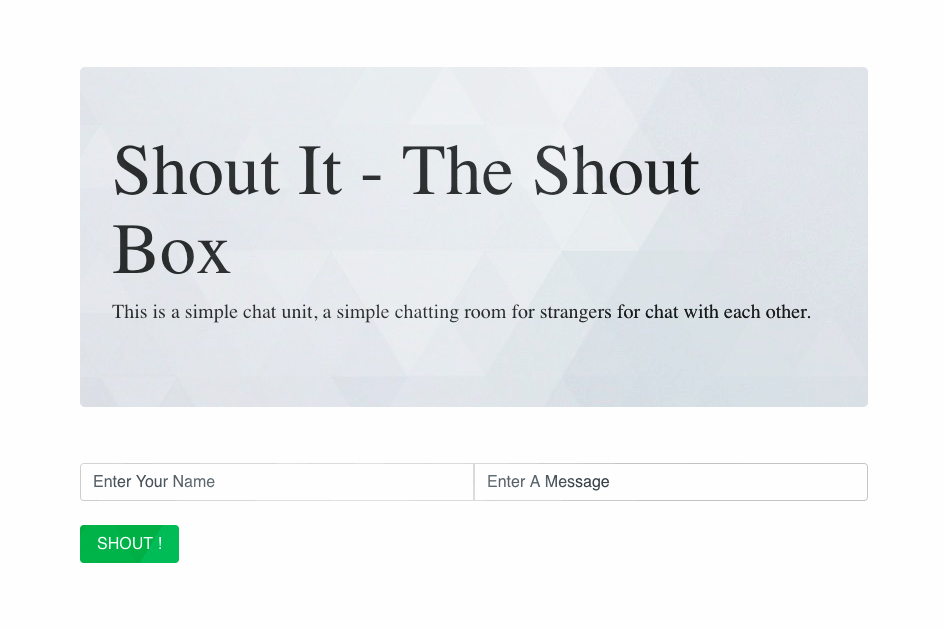 Shout It - The Shout
Box
This is a simple chat unit, a simple chatting room for strangers for chat with each other.
Enter Your Name
Enter A Message
SHOUT !